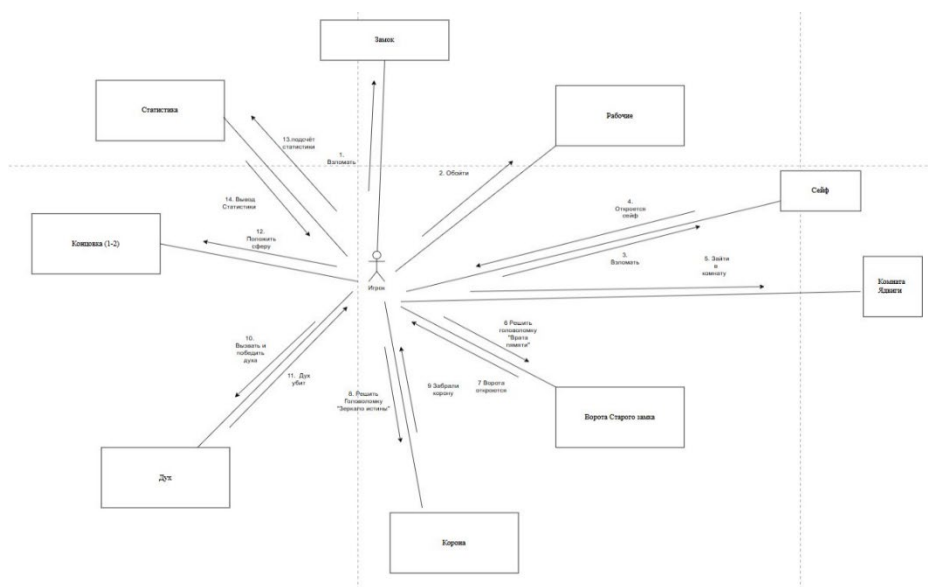 Замок
Статистика
Рабочие
13.подсчёт
статистики
1.
Взломать
2. Обойти
Сейф
14. Вывод
Статистики
4.
Откроется
сейф
Концовка (1-2)
12.
Положить
сферу
3.
Взломать
5. Зайти
в
комнату
Игрок
Комната
Ядвиги
10.
Вызвать и
победить
духа
6 Решить
головоломку
"Врата
памяти"
11. Дух
убит
8. Решить
Головоломку
"Зеркало истины"
9 Забрали
корону
7 Ворота
откроются
Ворота Старого замка
Дух
Корона